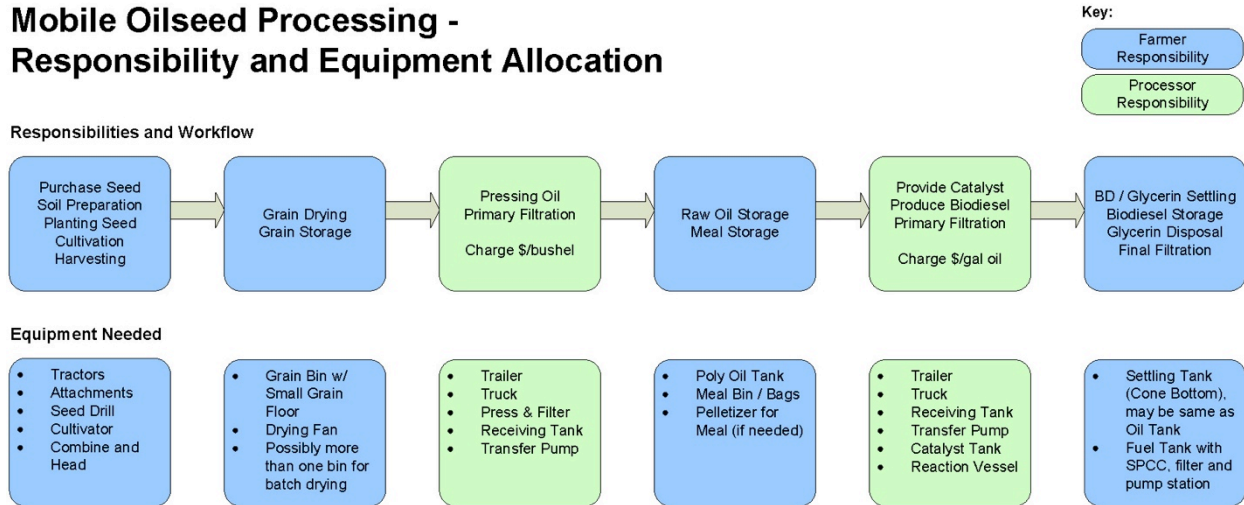 Mobile Oilseed Processing -
Responsibility and Equipment Allocation
Key:
Farmer
Responsibility
Processor
Responsibility
Responsibilities and Workflow
Purchase Seed
Soil Preparation
Planting Seed
Cultivation
Harvesting
Grain Drying
Grain Storage
Pressing Oil
Primary Filtration
Charge $/bushel
Raw Oil Storage
Meal Storage
Provide Catalyst
Produce Biodiesel
Primary Filtration
Charge $/gal oil
BD / Glycerin Settling
Biodiesel Storage
Glycerin Disposal
Final Filtration
Equipment Needed
• Tractors
• Attachments
• Seed Drill
• Cultivator
• Combine and
Head
• Grain Bin w/
Small Grain
Floor
• Drying Fan
• Possibly more
than one bin for
batch drying
• Trailer
• Truck
• Press & Filter
• Receiving Tank
• Transfer Pump
• Poly Oil Tank
• Meal Bin / Bags
• Pelletizer for
Meal (if needed)
• Trailer
• Truck
• Receiving Tank
• Transfer Pump
• Catalyst Tank
• Reaction Vessel
• Settling Tank
(Cone Bottom),
may be same as
Oil Tank
• Fuel Tank with
SPCC, filter and
pump station